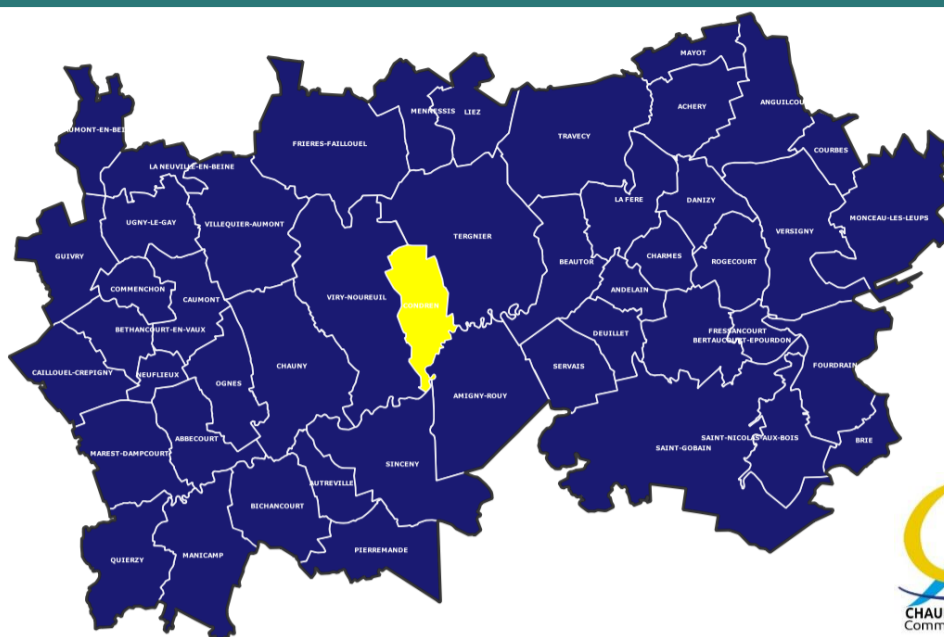 MAYOT
ACHERY
ANGUILCOU
MENNESSIS
LIEZ
AUMONT-EN-BEI
TRAVECY
FRIERES-FAILLOUEL
COURBES
LA NEUVILLE-EN-BEINE
LA FERE
DANIZY
UGNY-LE-GAY
VILLEQUIER-AUMONT
MONCEAU-LES-LEUPS
VERSIGNY
TERGNIER
GUIVRY
CHARMES
BEAUTOR
ROGECOURT
COMMENCHON
ANDELAIN
VIRY-NOUREUIL
CAUMONT
BETHANCOURT-EN-VAUX
DEUILLET
FRESSANCOURT
BERTAUCOURT-EPOURDON
CHAUNY
SERVAIS
FOURDRAIN
CAILLOUEL-CREPIGNY
NEUFLIEUX
OGNES
AMIGNY-ROUY
ABBECOURT
SAINT-NICOLAS-AUX-BOIS
BRIE
SAINT-GOBAIN
MAREST-DAMPCOURT
SINCENY
AUTREVILLE
BICHANCOURT
PIERREMANDE
MANICAMP
QUIERZY
CHAU
Comm